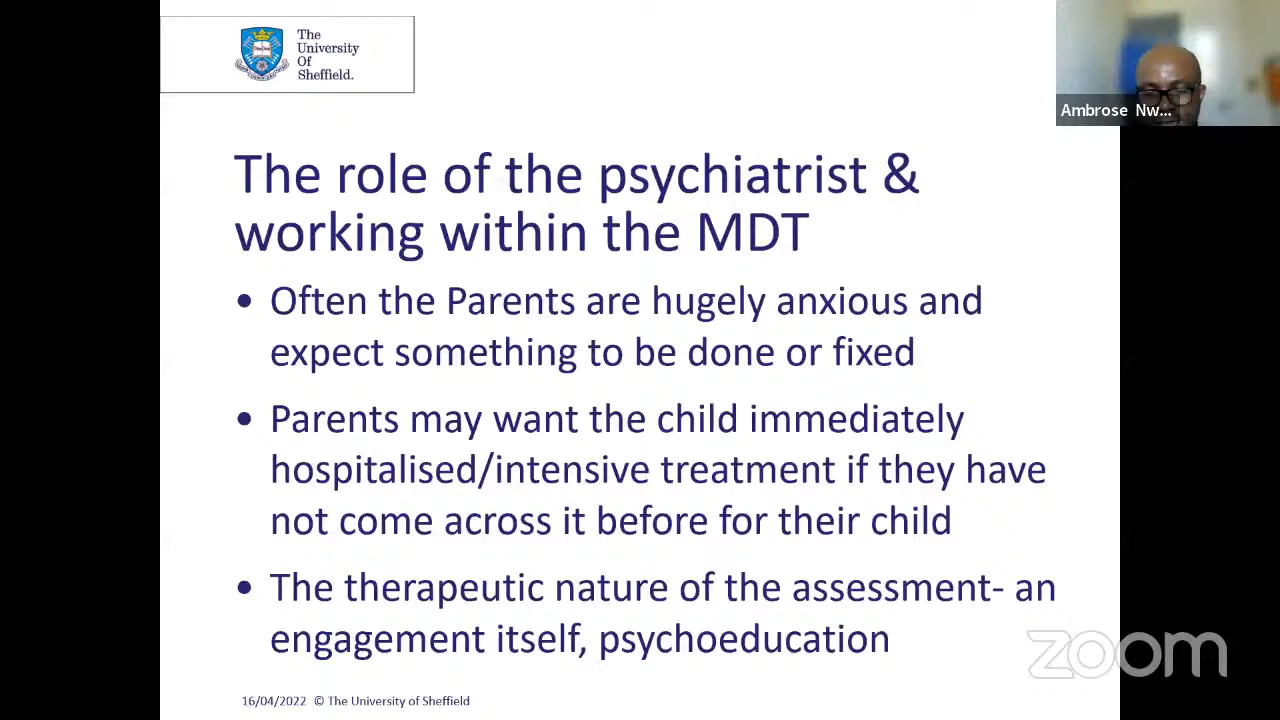 The
University
Of
Sheffield.
Ambrose Nw...
The role of the psychiatrist &
working within the MDT
• Often the Parents are hugely anxious and
expect something to be done or fixed
• Parents may want the child immediately
hospitalised/intensive treatment if they have
not come across it before for their child
• The therapeutic nature of the assessment- an
engagement itself, psychoeducation
zoom
16/04/2022 © The University of Sheffield